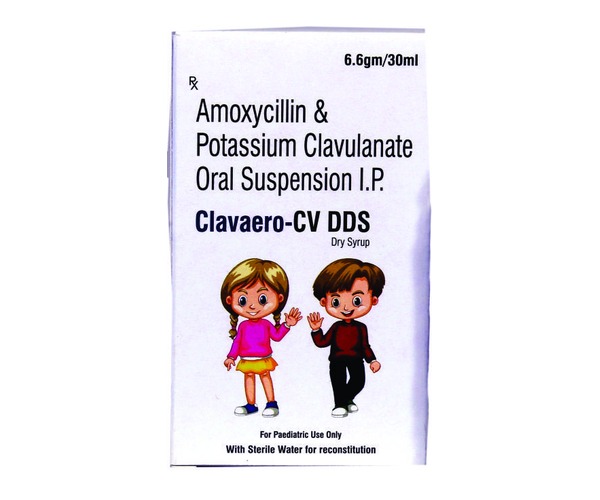 6.6gm/30ml
Rx
Amoxycillin &
Potassium Clavulanate
Oral Suspension I.P.
Clavaero-CV DDS
Dry Syrup
For Paediatric Use Only
With Sterile Water for reconstitution